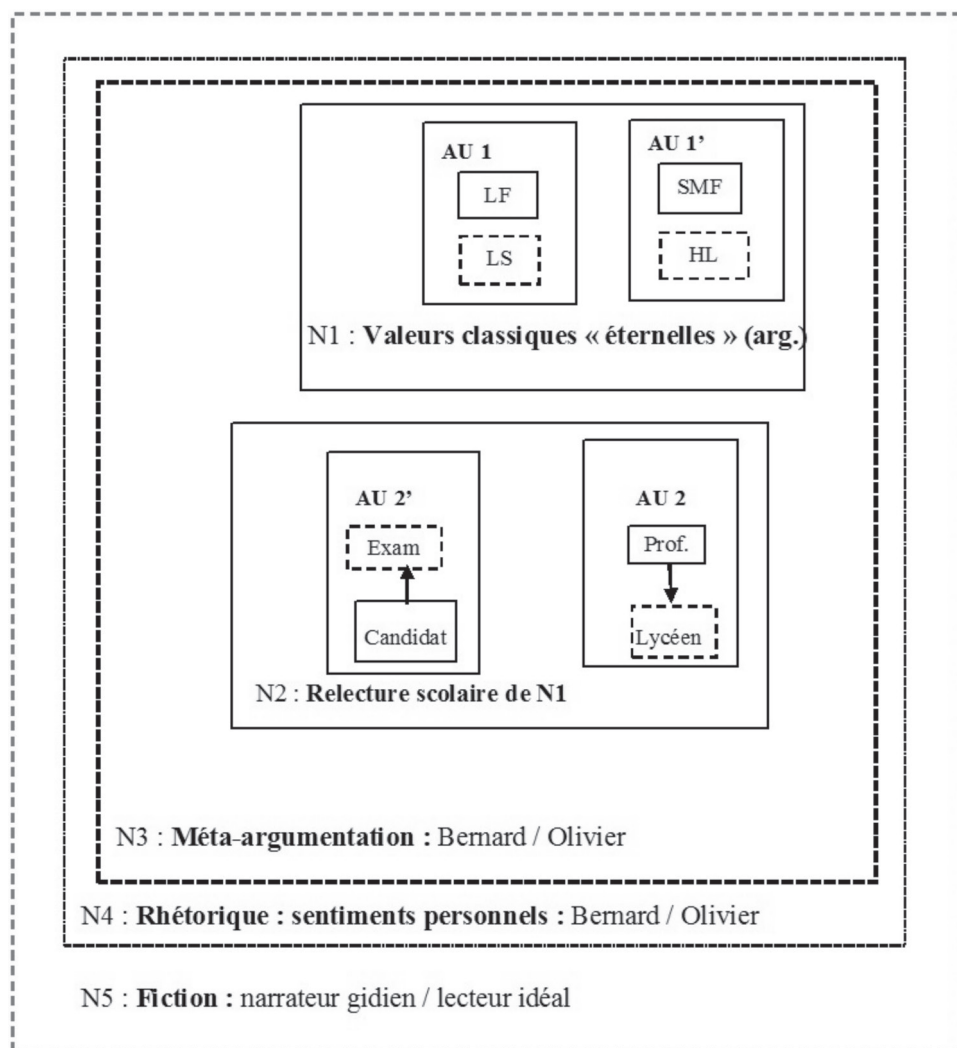 AU 1
LF
LS
AU 1’
SMF
HL
N1 : Valeurs classiques « éternelles » (arg.)
AU 2’
Exam
Candidat
AU 2
Prof.
Lycéen
N2 : Relecture scolaire de N1
N3 : Méta-argumentation : Bernard / Olivier
N4 : Rhétorique : sentiments personnels : Bernard / Olivier
N5 : Fiction : narrateur gidien / lecteur idéal